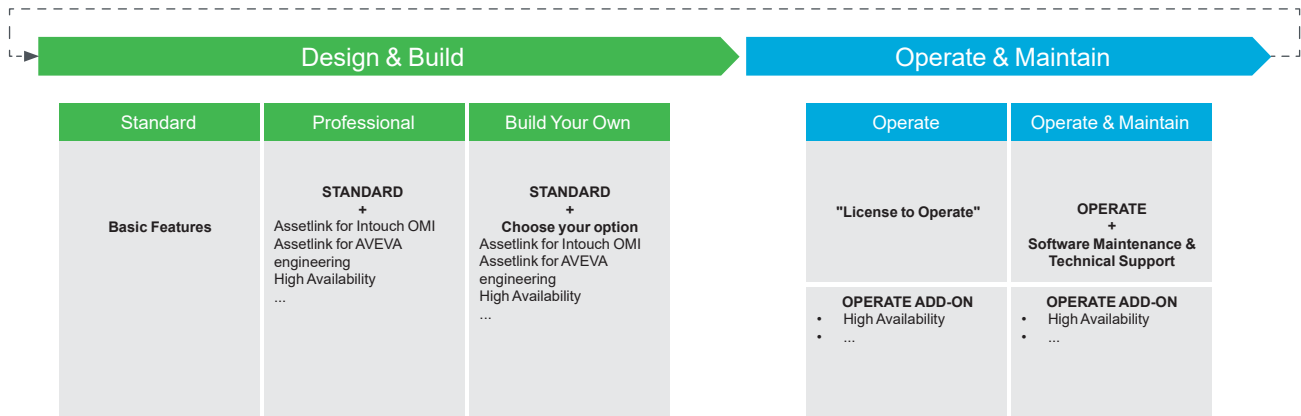 Design & Build
Operate & Maintain
Standard
Basic Features
Professional
STANDARD
+
Assetlink for Intouch OMI
Assetlink for AVEVA
engineering
High Availability
...
Build Your Own
STANDARD
+
Choose your option
Assetlink for Intouch OMI
Assetlink for AVEVA
engineering
High Availability
...
Operate
"License to Operate"
OPERATE ADD-ON
• High Availability
• ...
Operate & Maintain
OPERATE
+
Software Maintenance &
Technical Support
OPERATE ADD-ON
• High Availability
• ...